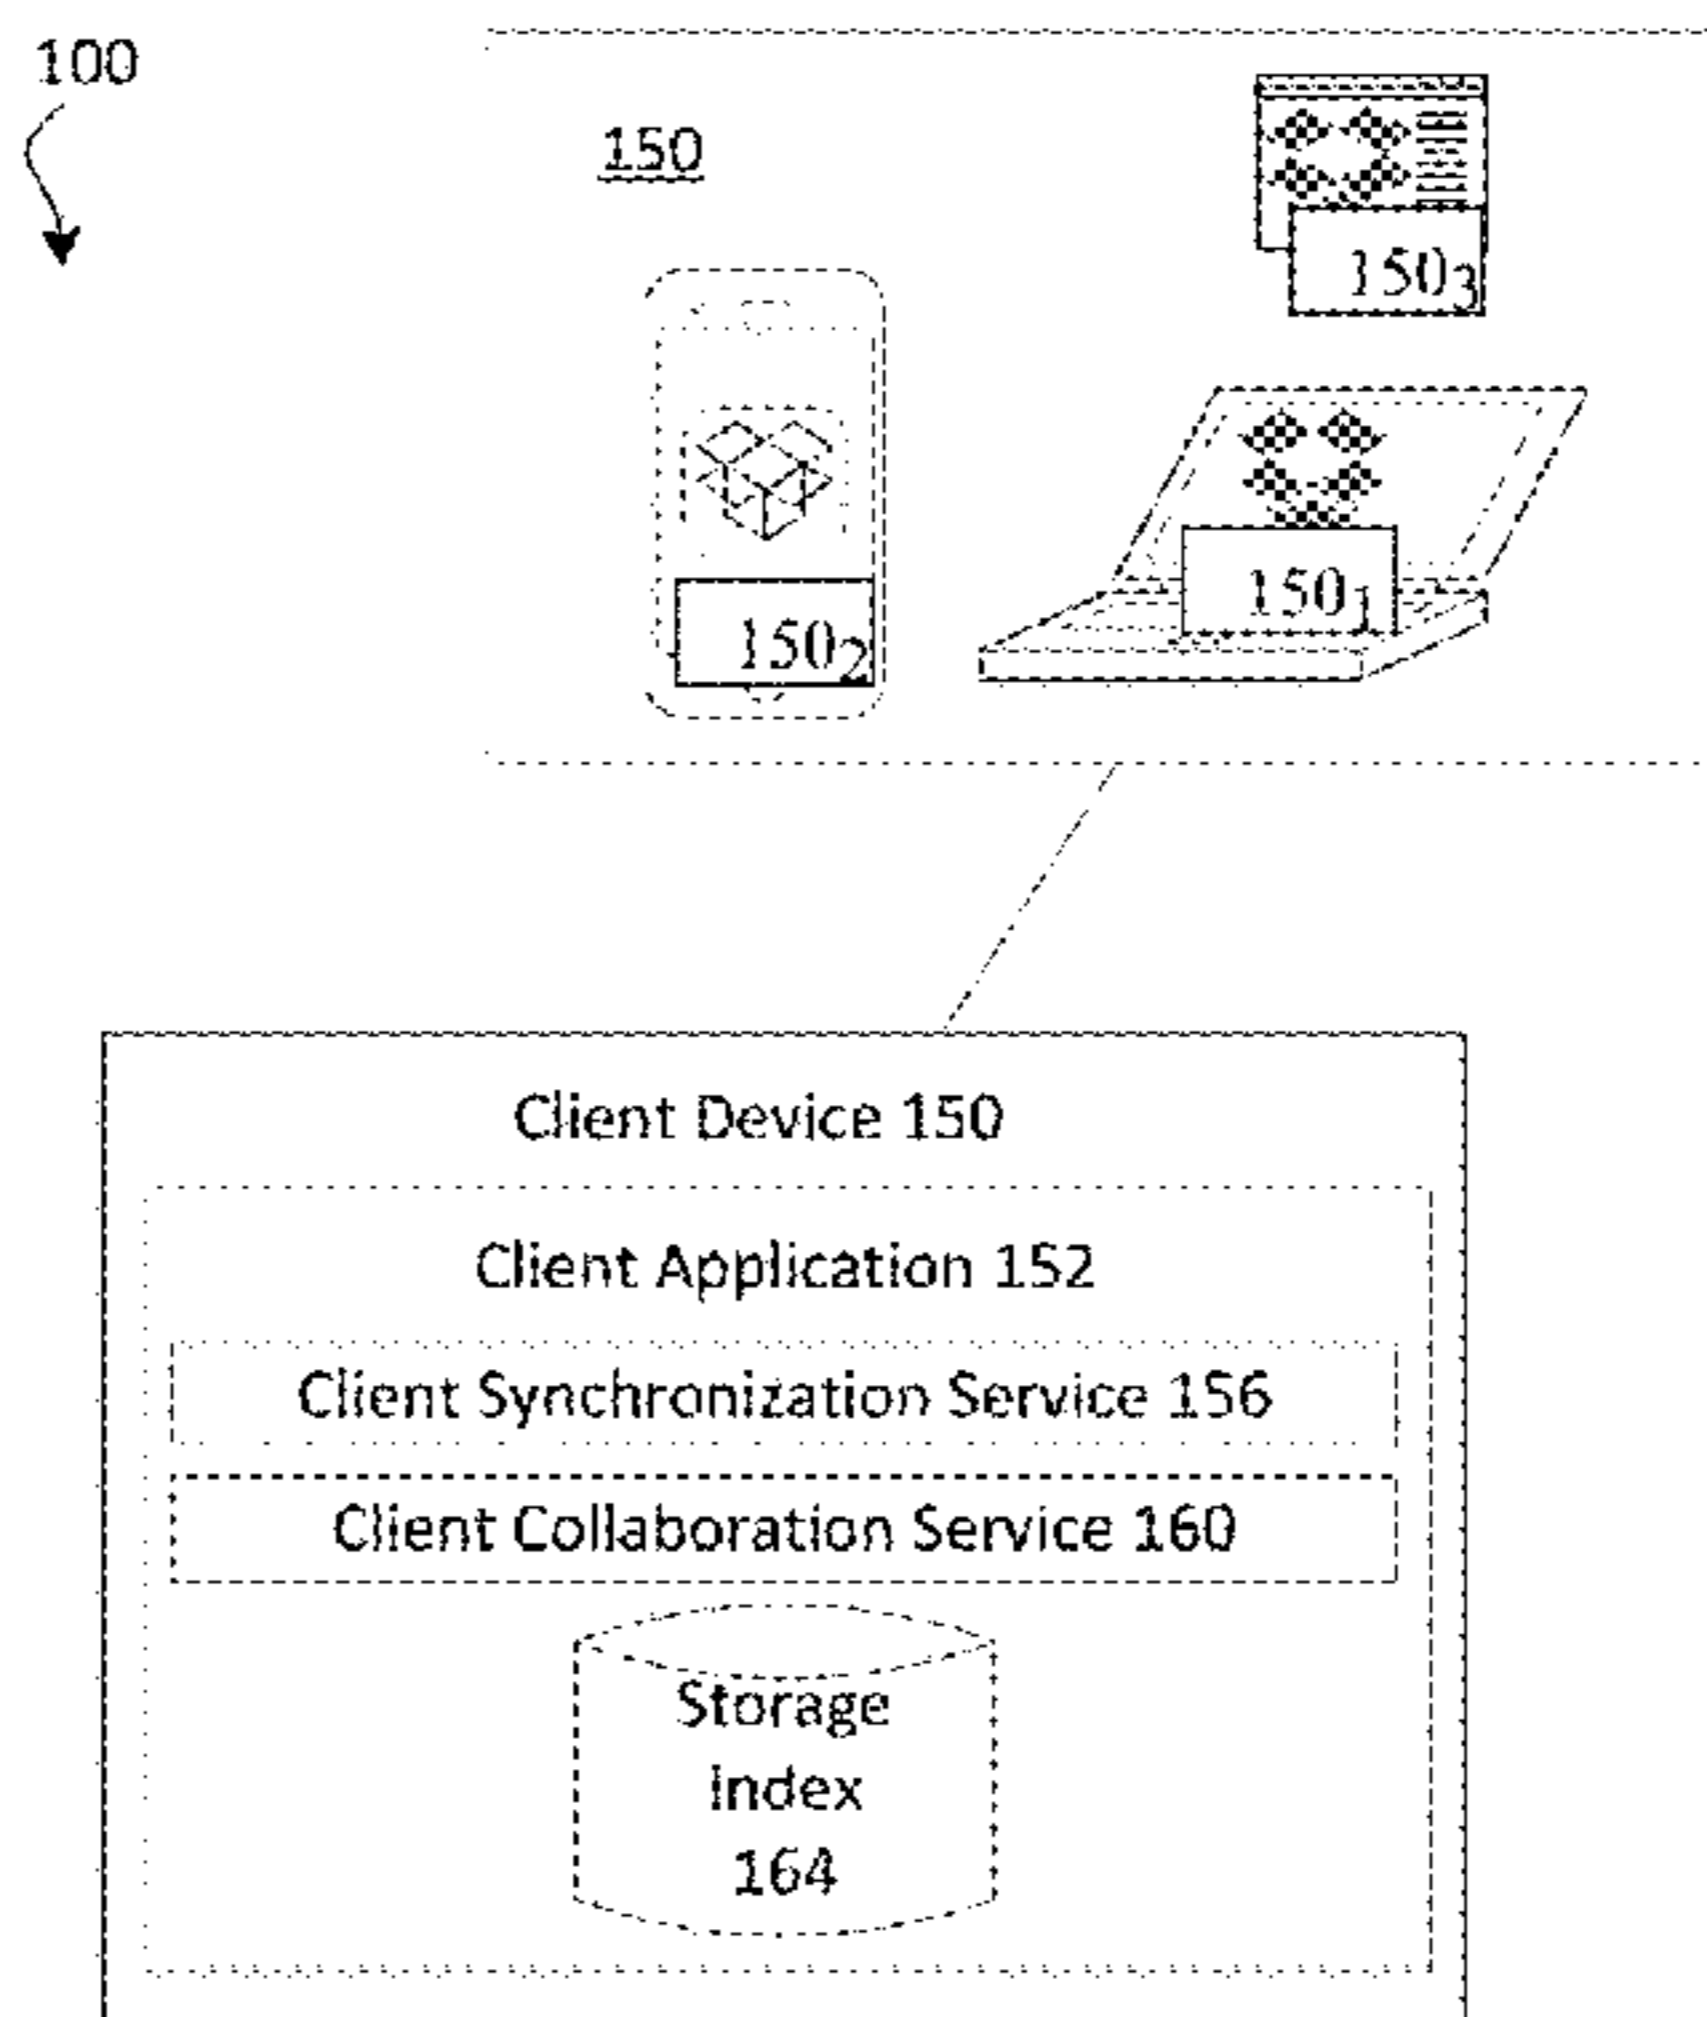 100
150
150₃
150₂
150₁
Client Device 150
Client Application 152
Client Synchronization Service 156
Client Collaboration Service 160
Storage
Index
164